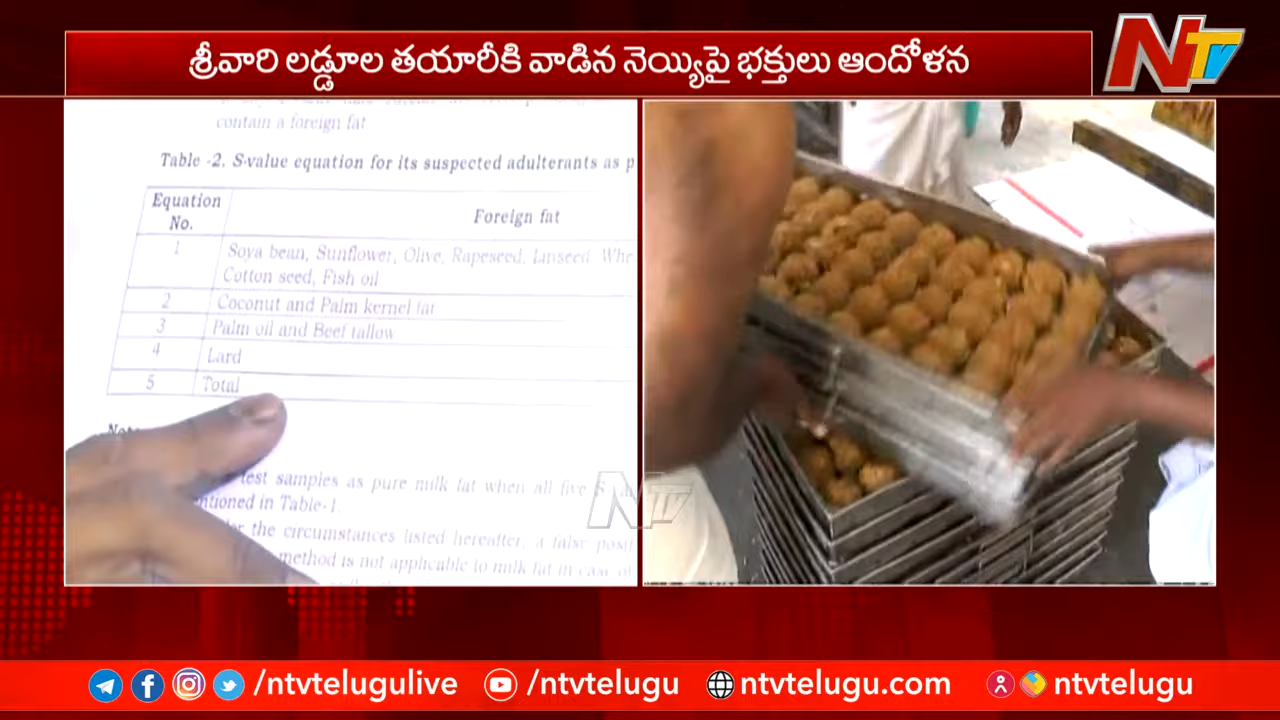 శ్రీవారి లడ్డూల తయారీకి వాడిన నెయ్యిపై భక్తులు ఆందోళన
NTV
contain a foreign fat
Table -2. S-value equation for its suspected adulterants as p
Equation No.
Foreign fat
1
Soya bean, Sunflower, Olive, Rapeseed, Linseed, Whe
Cotton seed, Fish oil
2 Coconut and Palm kernel fat
3 Palm oil and Beef tallow
4 Lard
5 Total
test samples as pure milk fat when all five S
in Table-1.
the circumstances listed hereafter, a false posi
method is not applicable to milk fat in case of
NTV
/ntvtelugulive /ntvtelugu ntvtelugu.com ntvtelugu